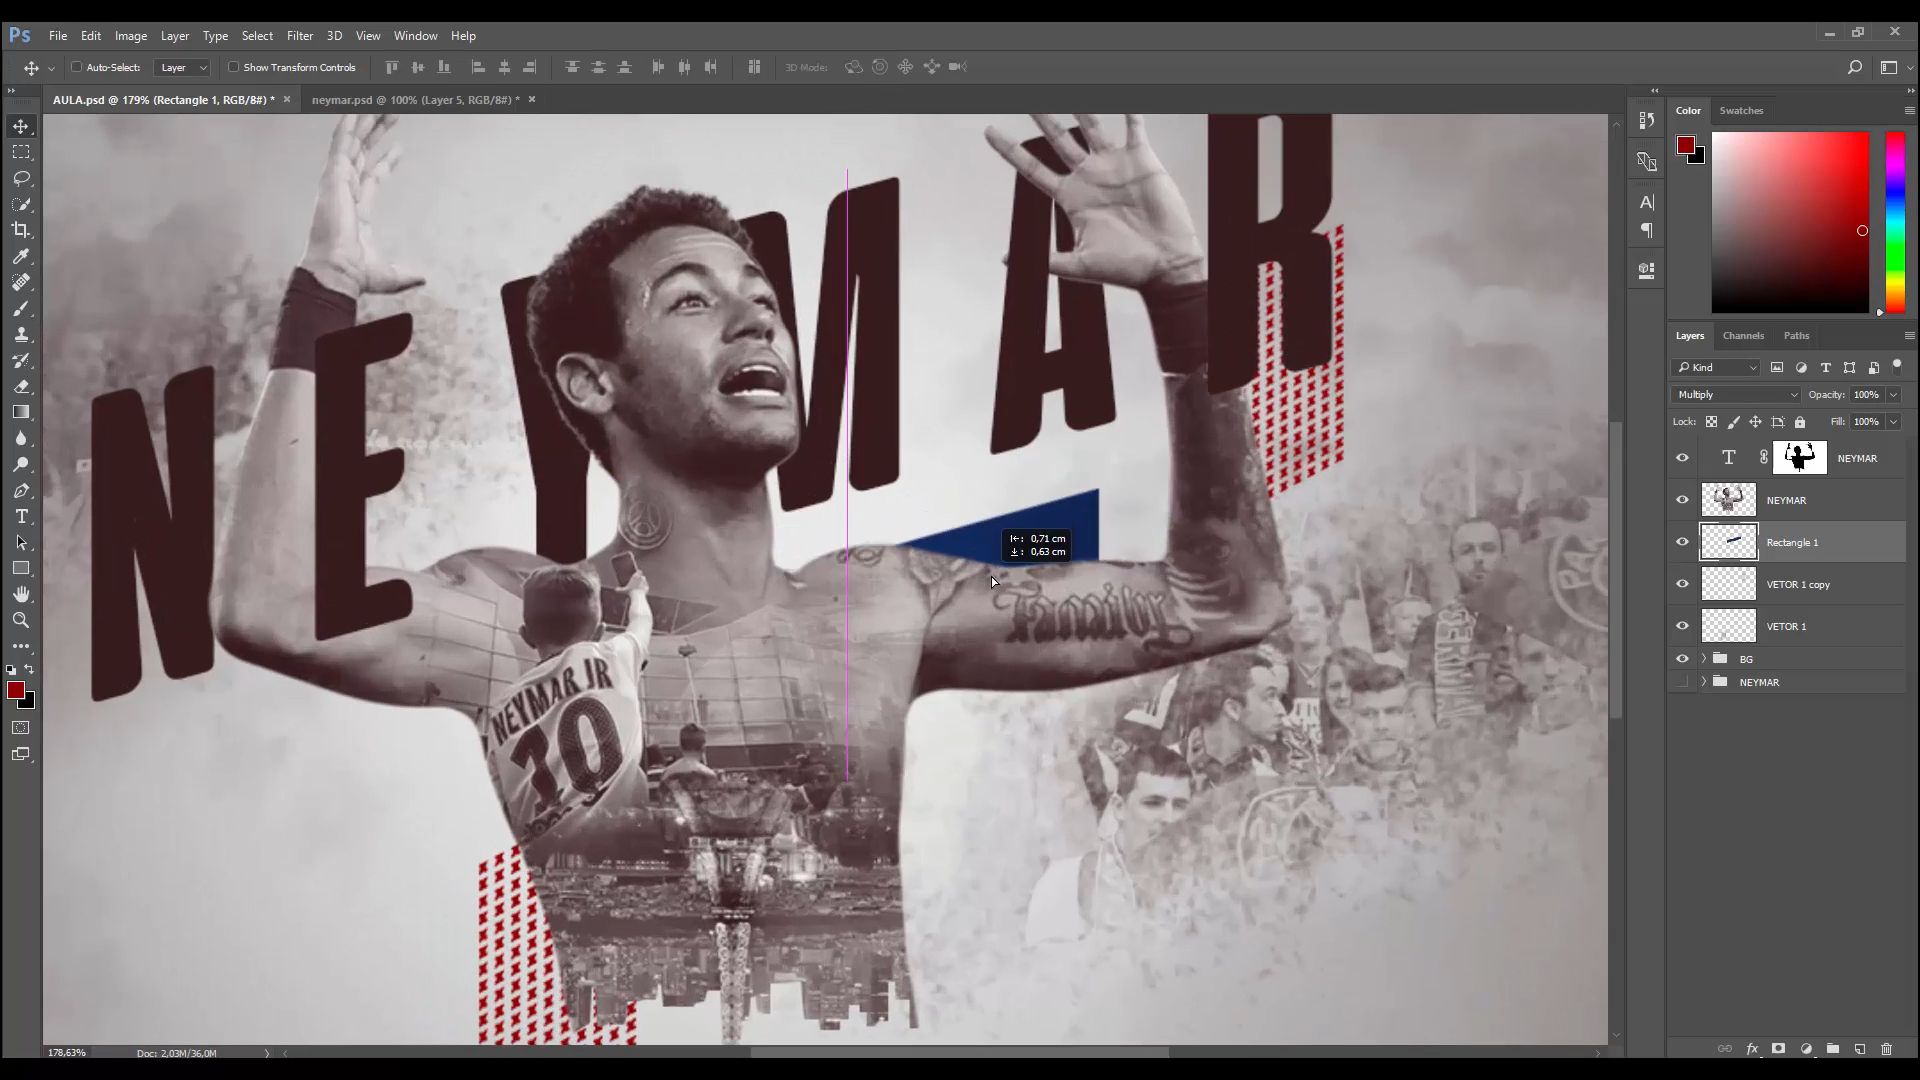 Ps File Edit Image Layer Type Select Filter 3D View Window Help
Auto-Select: Layer Show Transform Controls 3D Mode:
AULA.psd @ 179% (Rectangle 1, RGB/8#) * × neymar.psd @ 100% (Layer 5, RGB/8#) * ×
Color Swatches
NEYMAR
0,71 cm
0,63 cm
Family
NEYMAR JR
10
Layers Channels Paths
Kind
Multiply Opacity: 100%
Lock: Fill: 100%
T NEYMAR
NEYMAR
Rectangle 1
VETOR 1 copy
VETOR 1
BG
NEYMAR
fx
178,63% Doc: 2,03M/36,0M